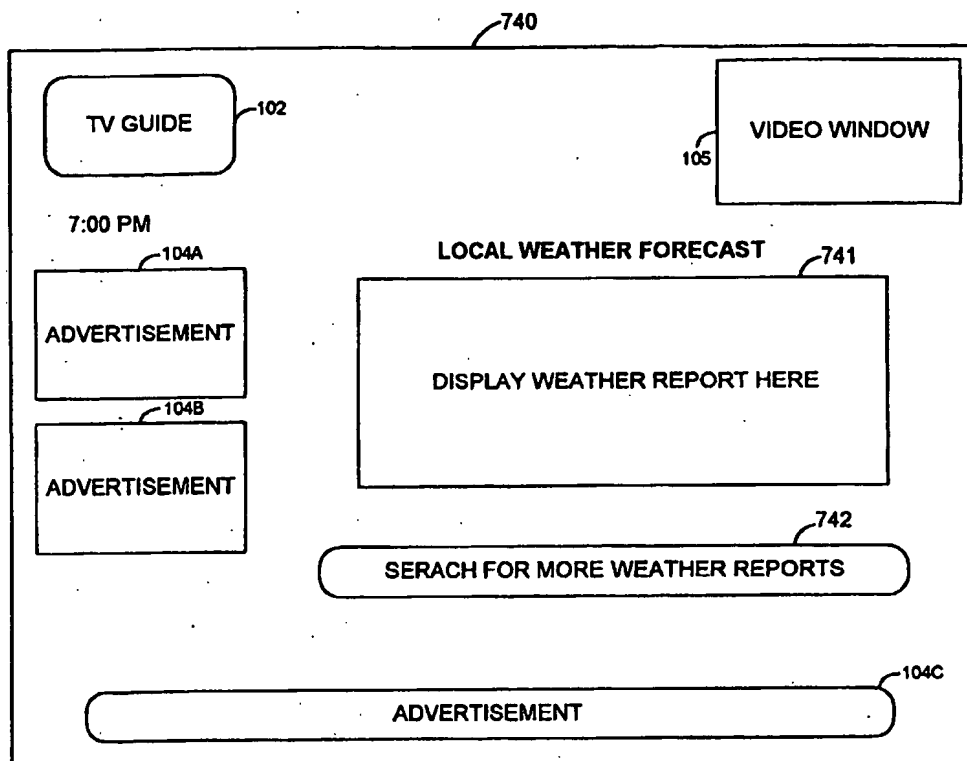 740
TV GUIDE
102
VIDEO WINDOW
105
7:00 PM
LOCAL WEATHER FORECAST
104A
741
ADVERTISEMENT
DISPLAY WEATHER REPORT HERE
104B
ADVERTISEMENT
742
SERACH FOR MORE WEATHER REPORTS
104C
ADVERTISEMENT